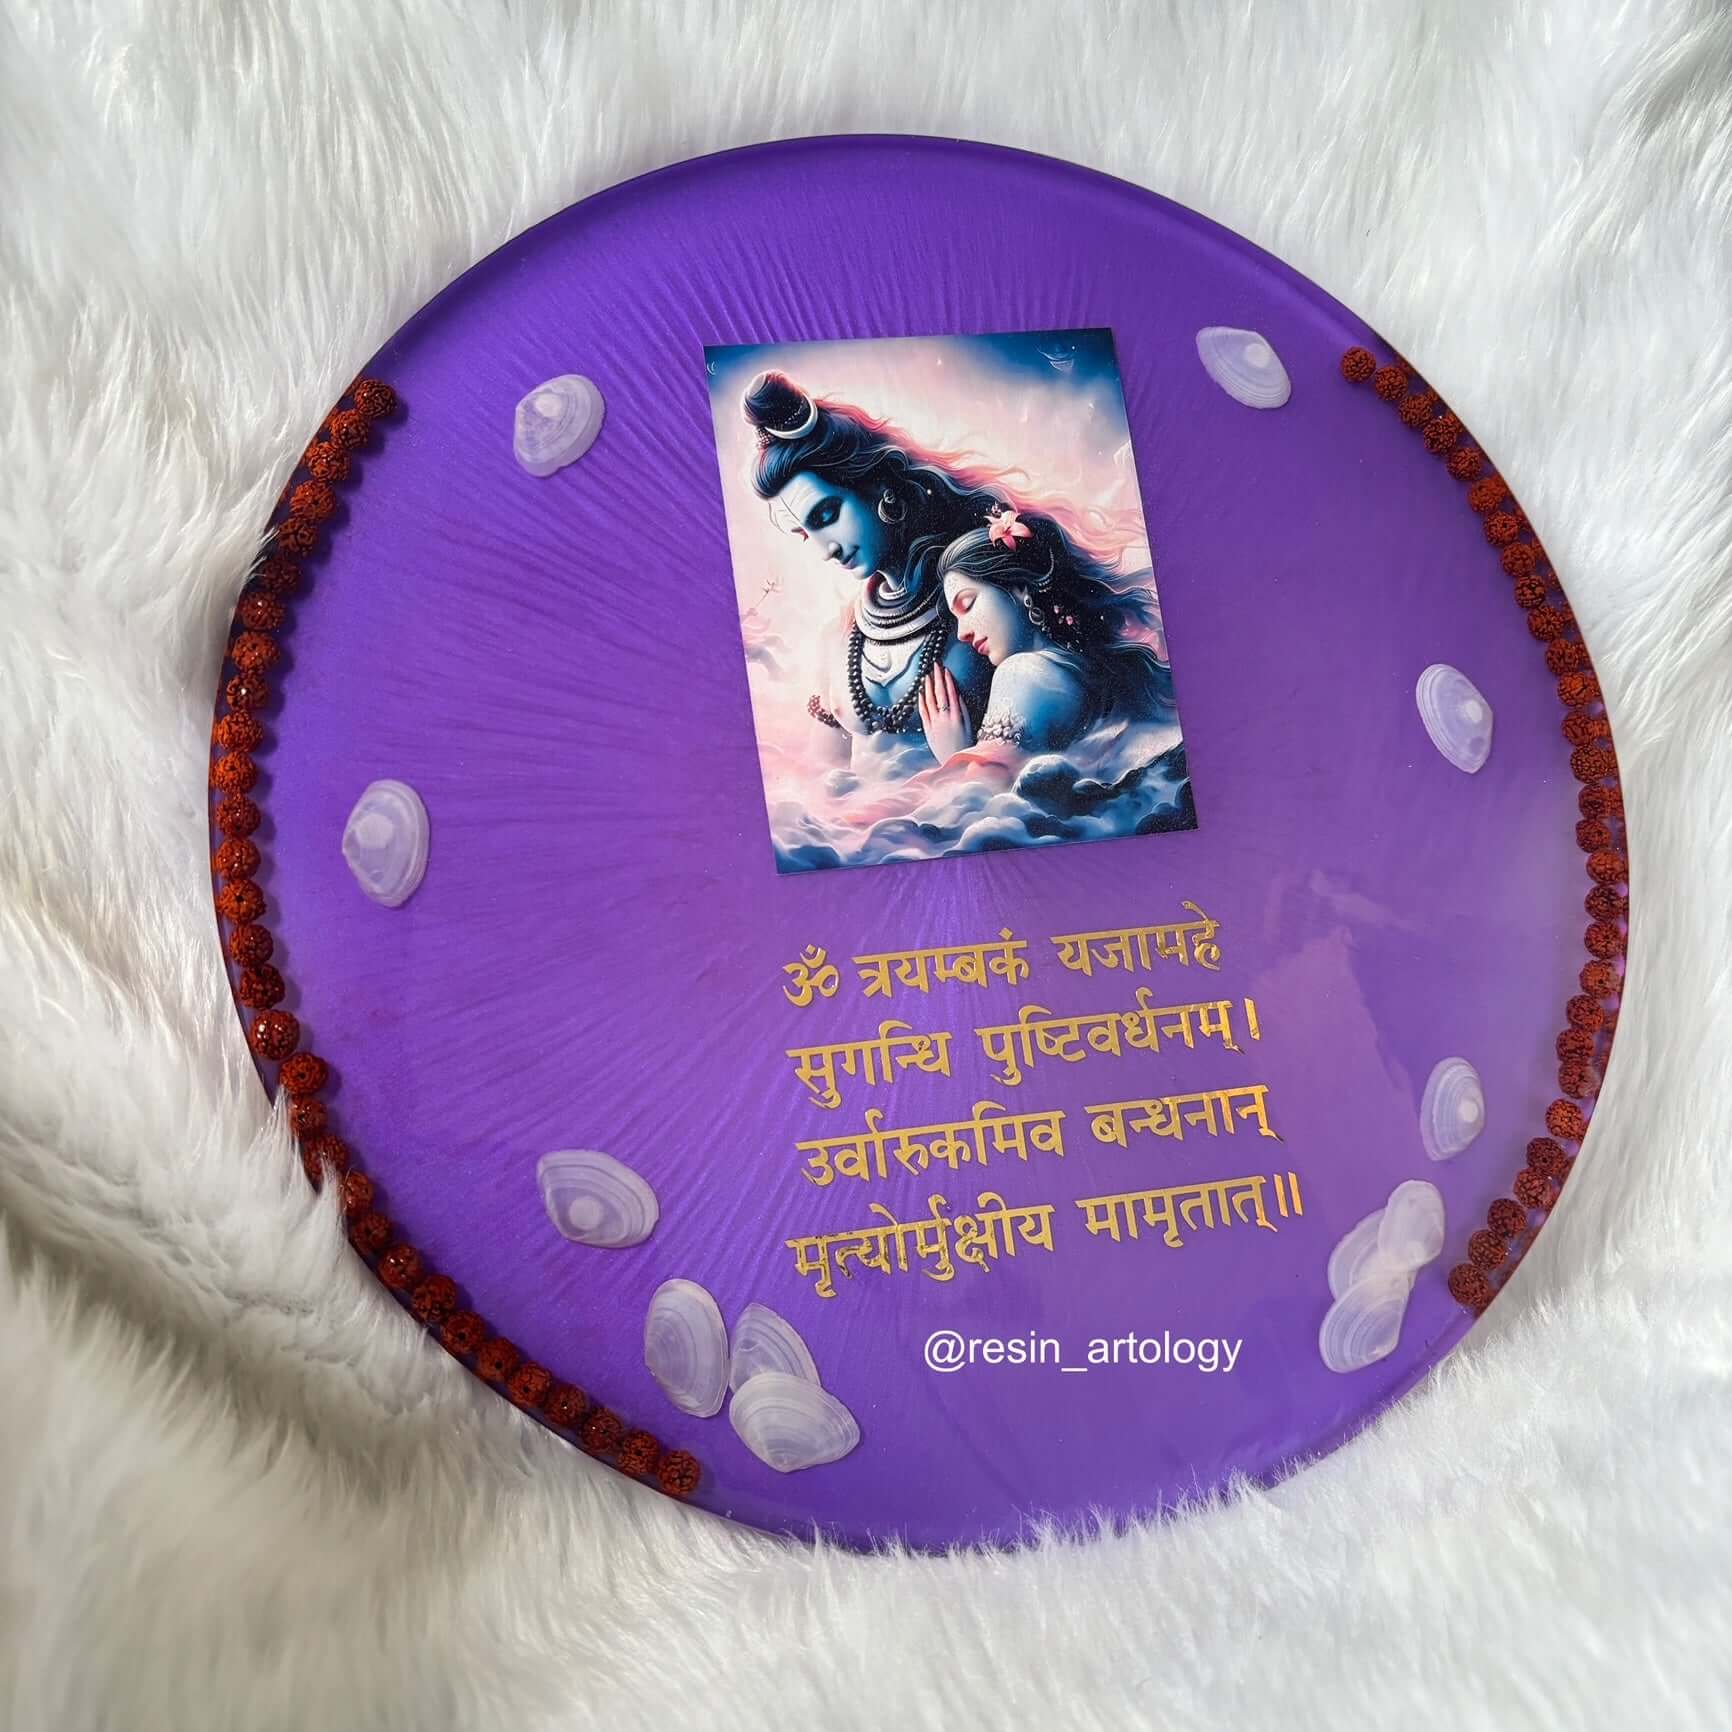 ॐ त्रयम्बकं यजामहे
सुगन्धि पुष्टिवर्धनम्।
उर्वारुकमिव बन्धनान्
मृत्योर्मुक्षीय मामृतात्॥
@resin_artology